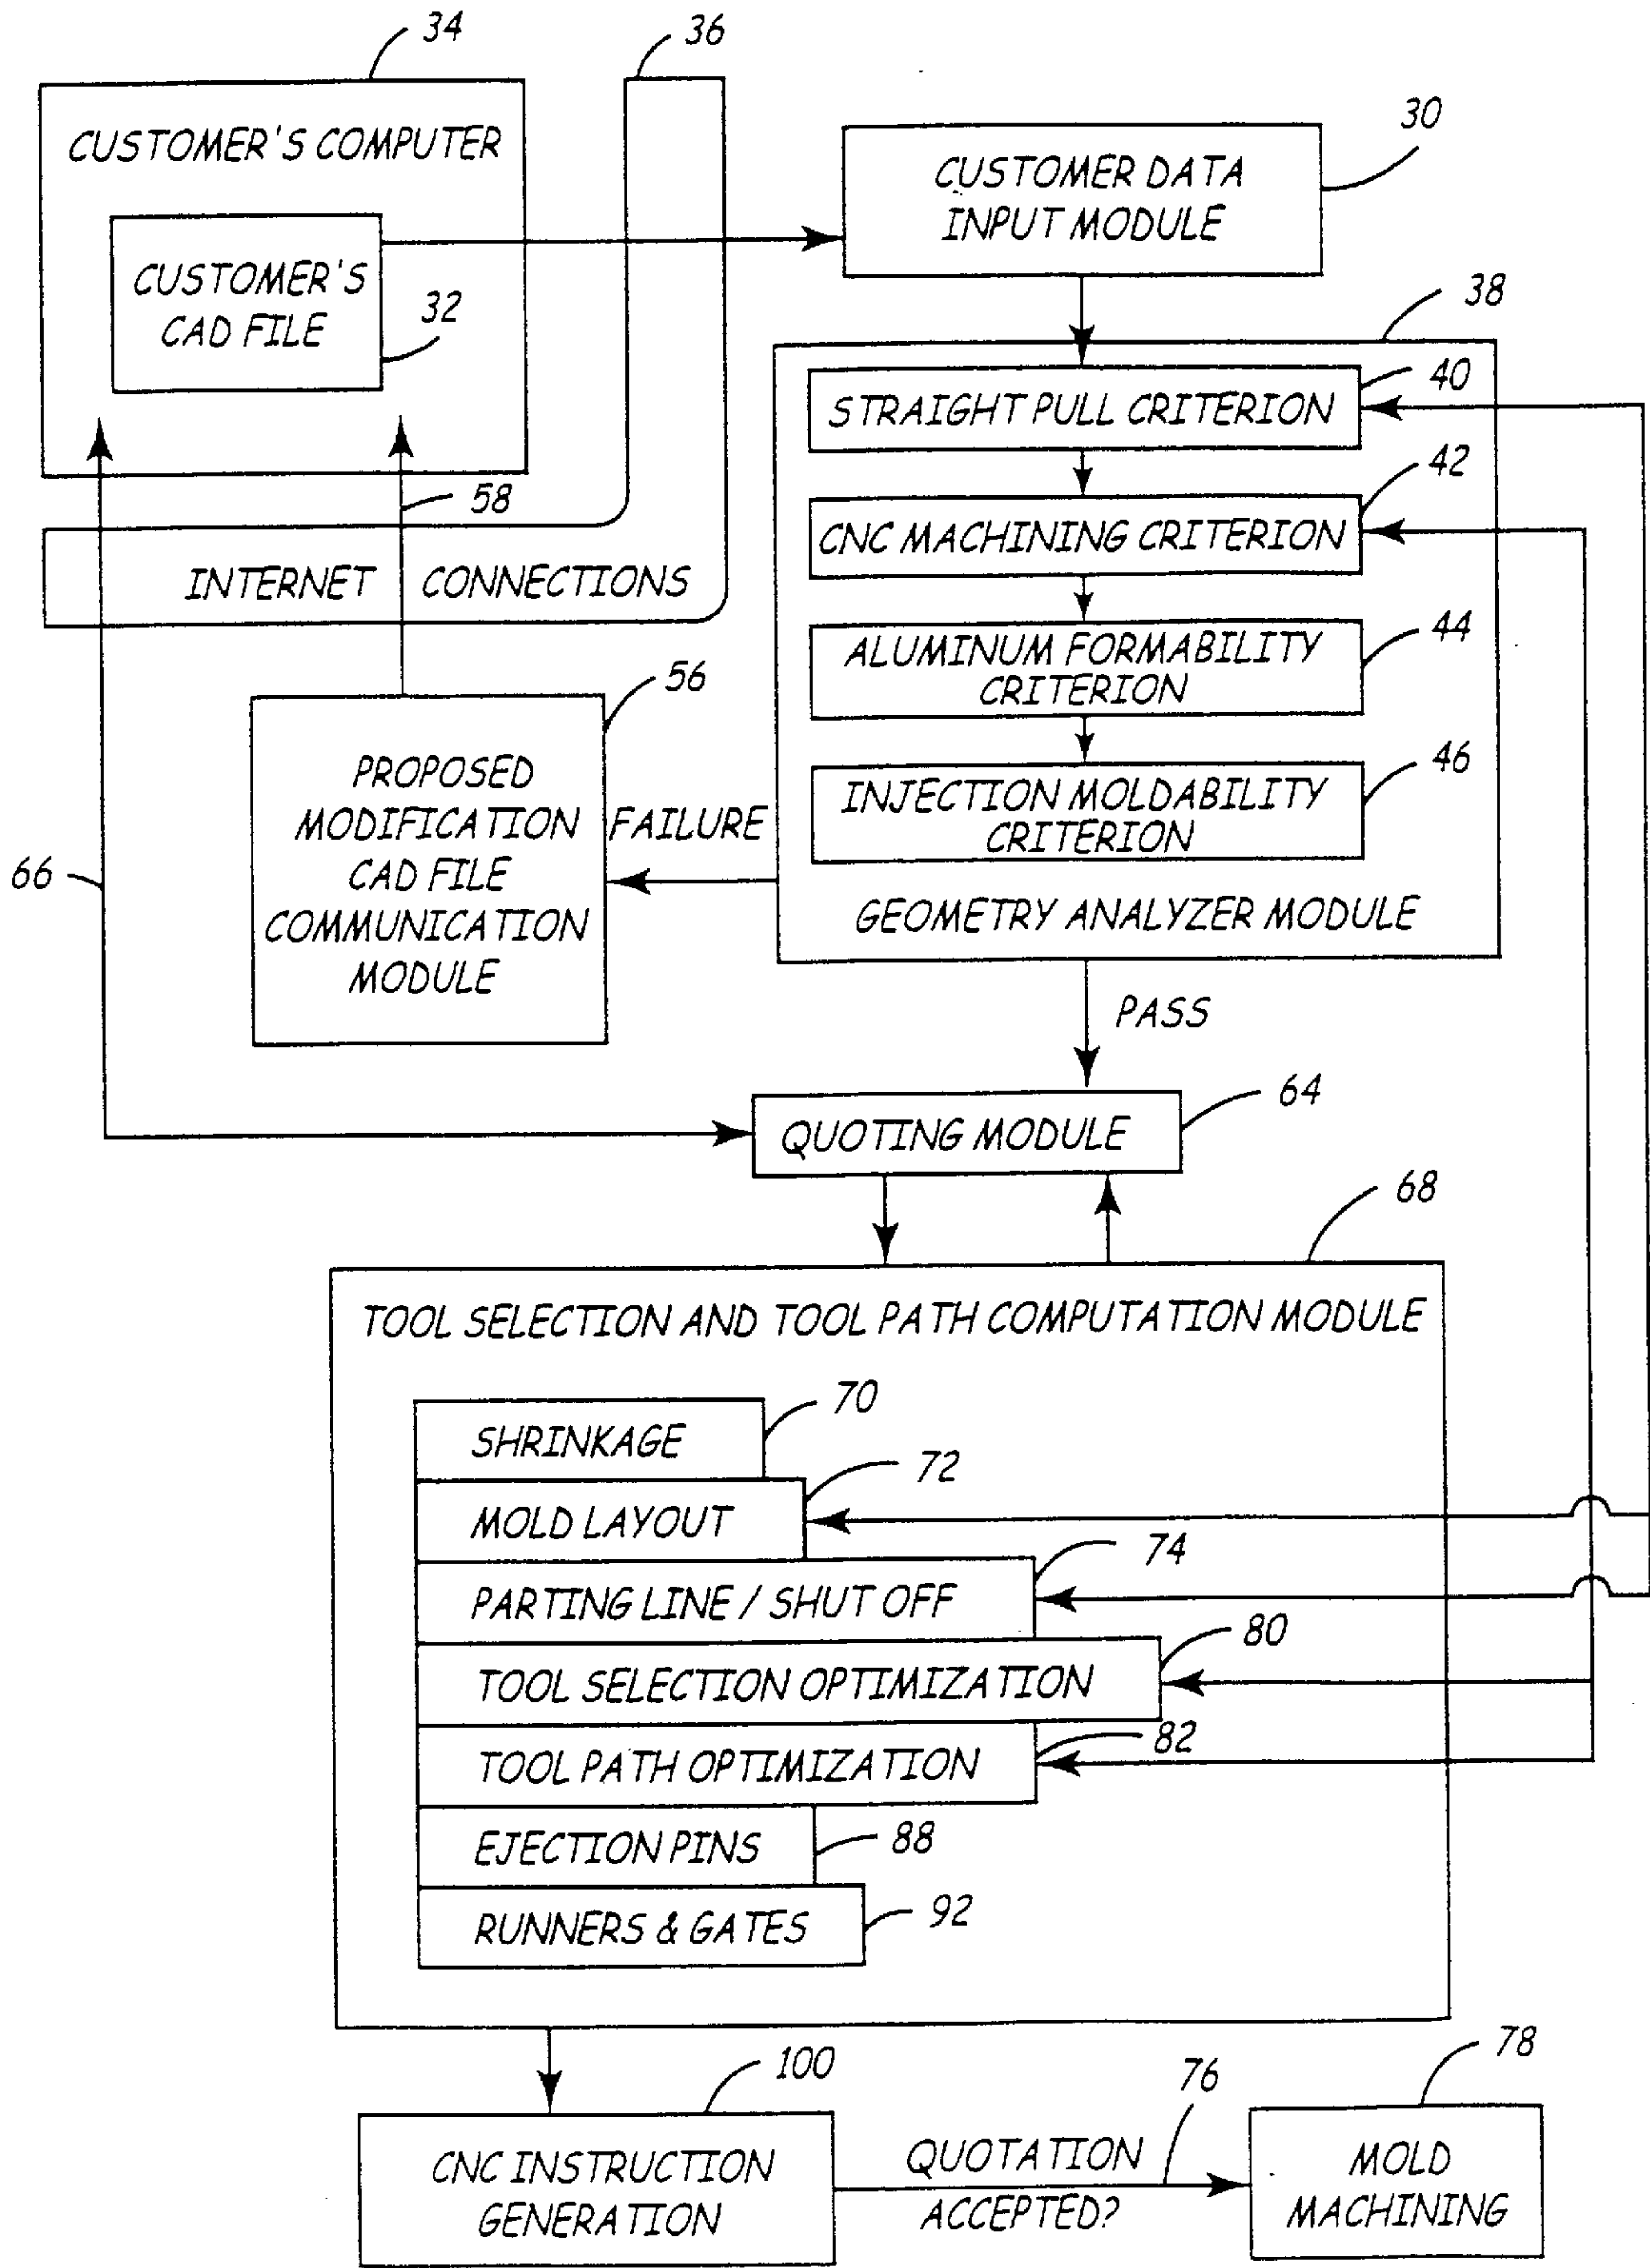 34
36
CUSTOMER'S COMPUTER
30
CUSTOMER DATA
INPUT MODULE
CUSTOMER'S
CAD FILE
32
38
40
STRAIGHT PULL CRITERION
42
58
CNC MACHINING CRITERION
INTERNET CONNECTIONS
44
ALUMINUM FORMABILITY
CRITERION
56
46
PROPOSED
MODIFICATION
CAD FILE
COMMUNICATION
MODULE
FAILURE
INJECTION MOLDABILITY
CRITERION
66
GEOMETRY ANALYZER MODULE
PASS
64
QUOTING MODULE
68
TOOL SELECTION AND TOOL PATH COMPUTATION MODULE
70
SHRINKAGE
72
MOLD LAYOUT
74
PARTING LINE / SHUT OFF
80
TOOL SELECTION OPTIMIZATION
82
TOOL PATH OPTIMIZATION
EJECTION PINS
88
RUNNERS & GATES
92
100
76
78
CNC INSTRUCTION
GENERATION
QUOTATION
ACCEPTED?
MOLD
MACHINING